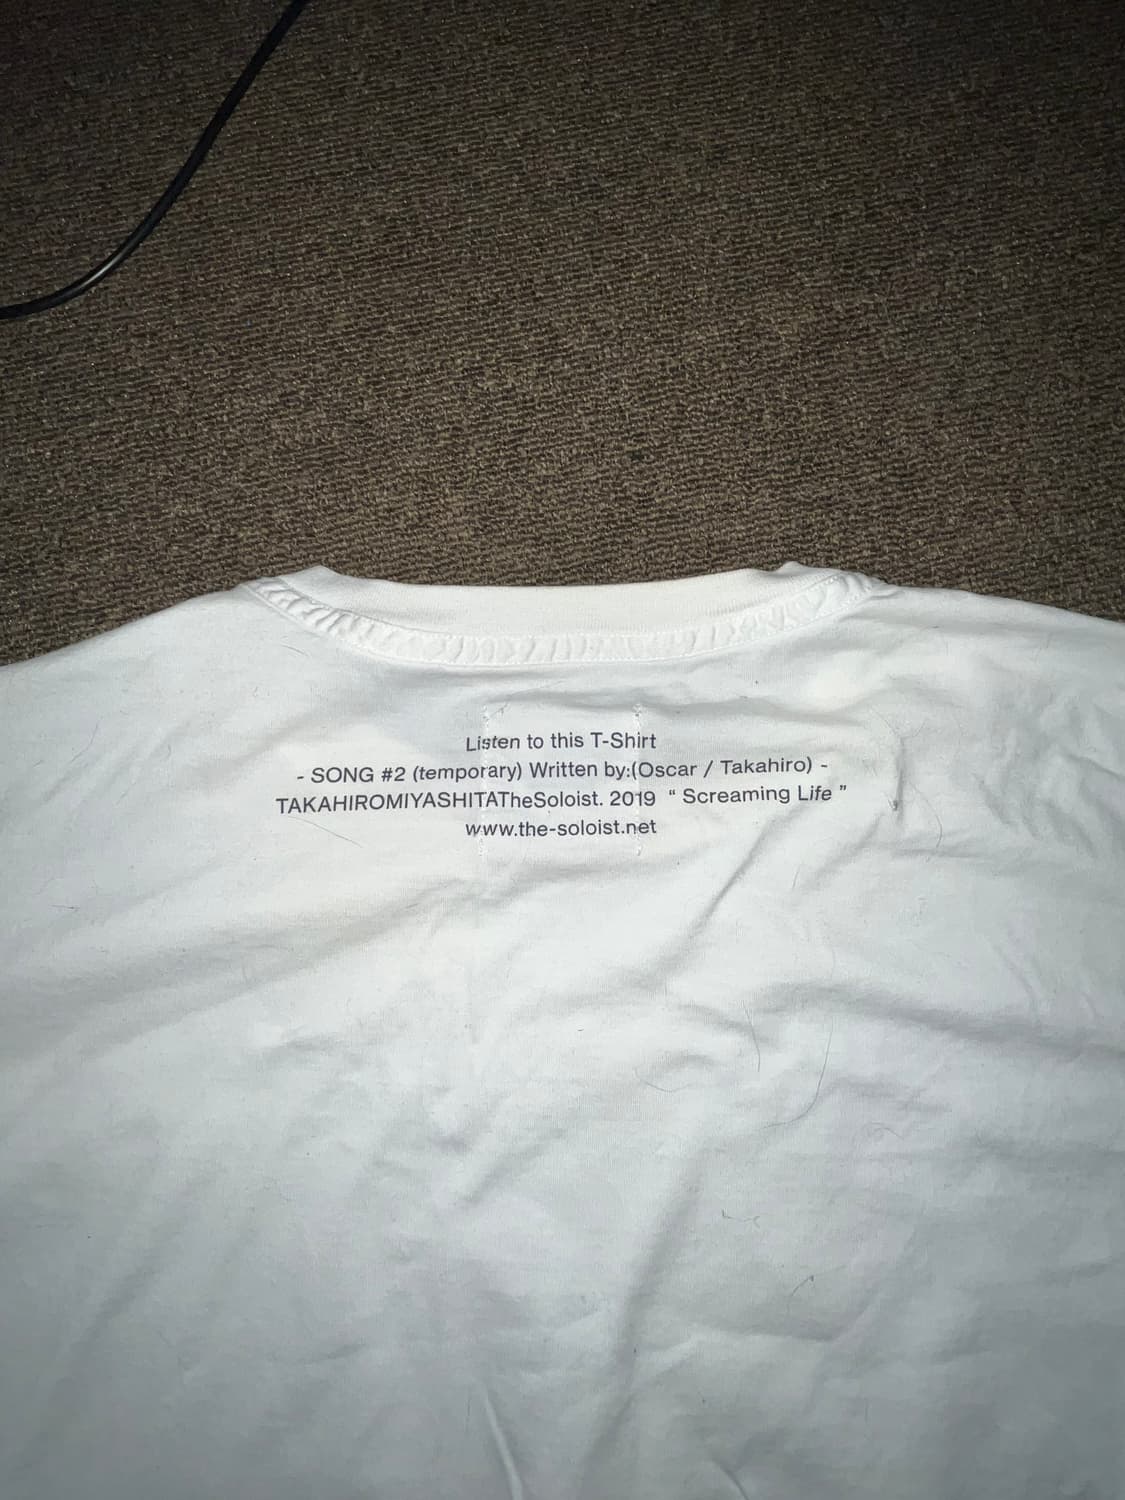 Listen to this T-Shirt
- SONG #2 (temporary) Written by:(Oscar / Takahiro) -
TAKAHIROMIYASHITATheSoloist. 2019 “ Screaming Life ”
www.the-soloist.net